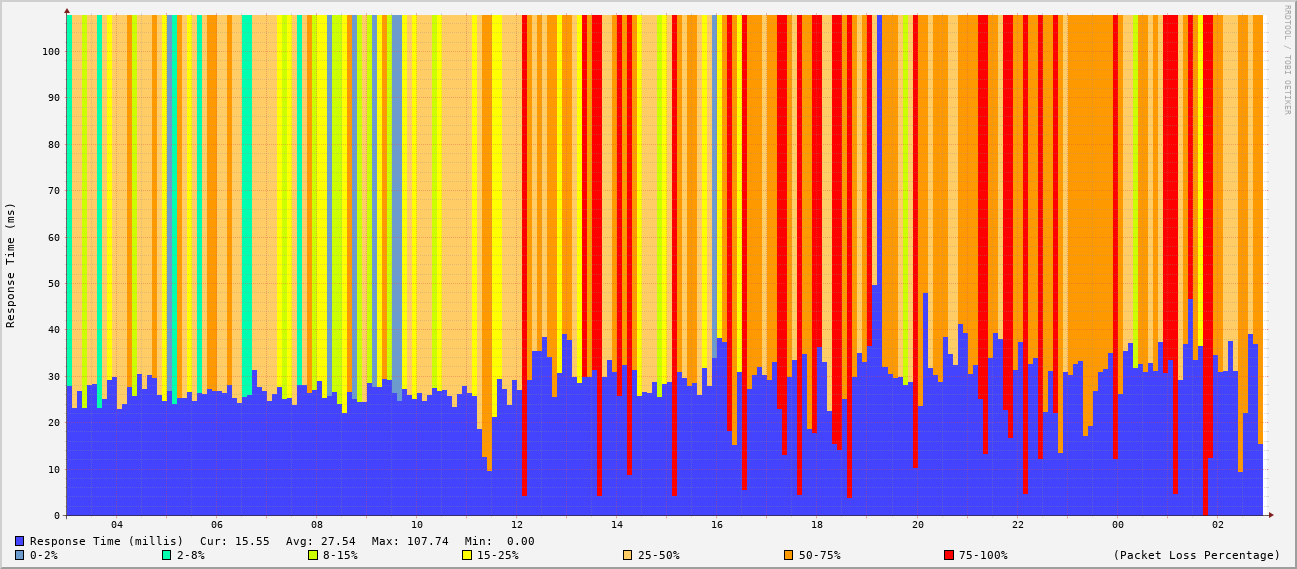 RRDTOOL / TOBI OETIKER
Response Time (ms)
100
90
80
70
60
50
40
30
20
10
0
04 06 08 10 12 14 16 18 20 22 00 02
Response Time (millis) Cur: 15.55 Avg: 27.54 Max: 107.74 Min: 0.00
0-2% 2-8% 8-15% 15-25% 25-50% 50-75% 75-100% (Packet Loss Percentage)